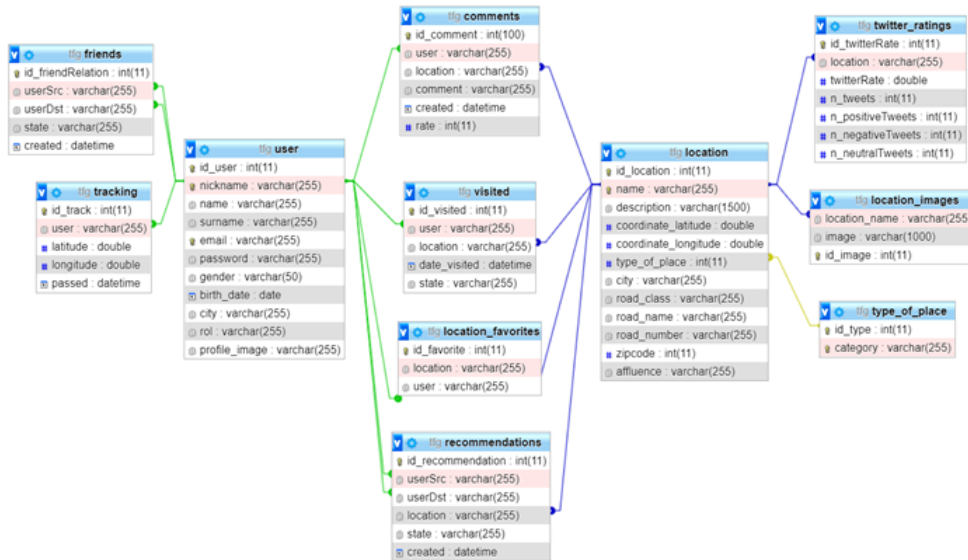 tfg friends
id_friendRelation : int(11)
userSrc : varchar(255)
userDst : varchar(255)
state : varchar(255)
created : datetime
tfg tracking
id_track : int(11)
user : varchar(255)
latitude : double
longitude : double
passed : datetime
tfg user
id_user : int(11)
nickname : varchar(255)
name : varchar(255)
surname : varchar(255)
email : varchar(255)
password : varchar(255)
gender : varchar(50)
birth_date : date
city : varchar(255)
rol : varchar(255)
profile_image : varchar(255)
tfg comments
id_comment : int(100)
user : varchar(255)
location : varchar(255)
comment : varchar(255)
created : datetime
rate : int(11)
tfg visited
id_visited : int(11)
user : varchar(255)
location : varchar(255)
date_visited : datetime
state : varchar(255)
tfg location_favorites
id_favorite : int(11)
location : varchar(255)
user : varchar(255)
tfg recommendations
id_recommendation : int(11)
userSrc : varchar(255)
userDst : varchar(255)
location : varchar(255)
state : varchar(255)
created : datetime
tfg location
id_location : int(11)
name : varchar(255)
description : varchar(1500)
coordinate_latitude : double
coordinate_longitude : double
type_of_place : int(11)
city : varchar(255)
road_class : varchar(255)
road_name : varchar(255)
road_number : varchar(255)
zipcode : int(11)
affluence : varchar(255)
tfg twitter_ratings
id_twitterRate : int(11)
location : varchar(255)
twitterRate : double
n_tweets : int(11)
n_positiveTweets : int(11)
n_negativeTweets : int(11)
n_neutralTweets : int(11)
tfg location_images
location_name : varchar(255
image : varchar(1000)
id_image : int(11)
tfg type_of_place
id_type : int(11)
category : varchar(255)